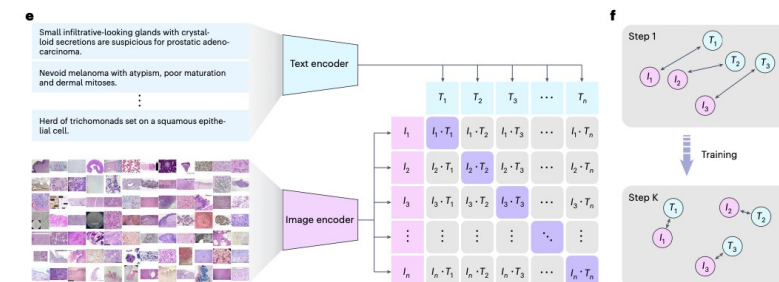 e
Small infiltrative-looking glands with crystal-
loid secretions are suspicious for prostatic adeno-
carcinoma.
Nevoid melanoma with atypism, poor maturation
and dermal mitoses.
⋮
Herd of trichomonads set on a squamous epithe-
lial cell.
Text encoder
Image encoder
T1 T2 T3 ⋯ Tn
I1 I1·T1 I1·T2 I1·T3 ⋯ I1·Tn
I2 I2·T1 I2·T2 I2·T3 ⋯ I2·Tn
I3 I3·T1 I3·T2 I3·T3 ⋯ I3·Tn
⋮ ⋮ ⋮ ⋮ ⋱ ⋮
In In·T1 In·T2 In·T3 ⋯ In·Tn
f
Step 1
T1
T2
T3
I1
I2
I3
Training
Step K
T1
I2
T2
I1
T3
I3